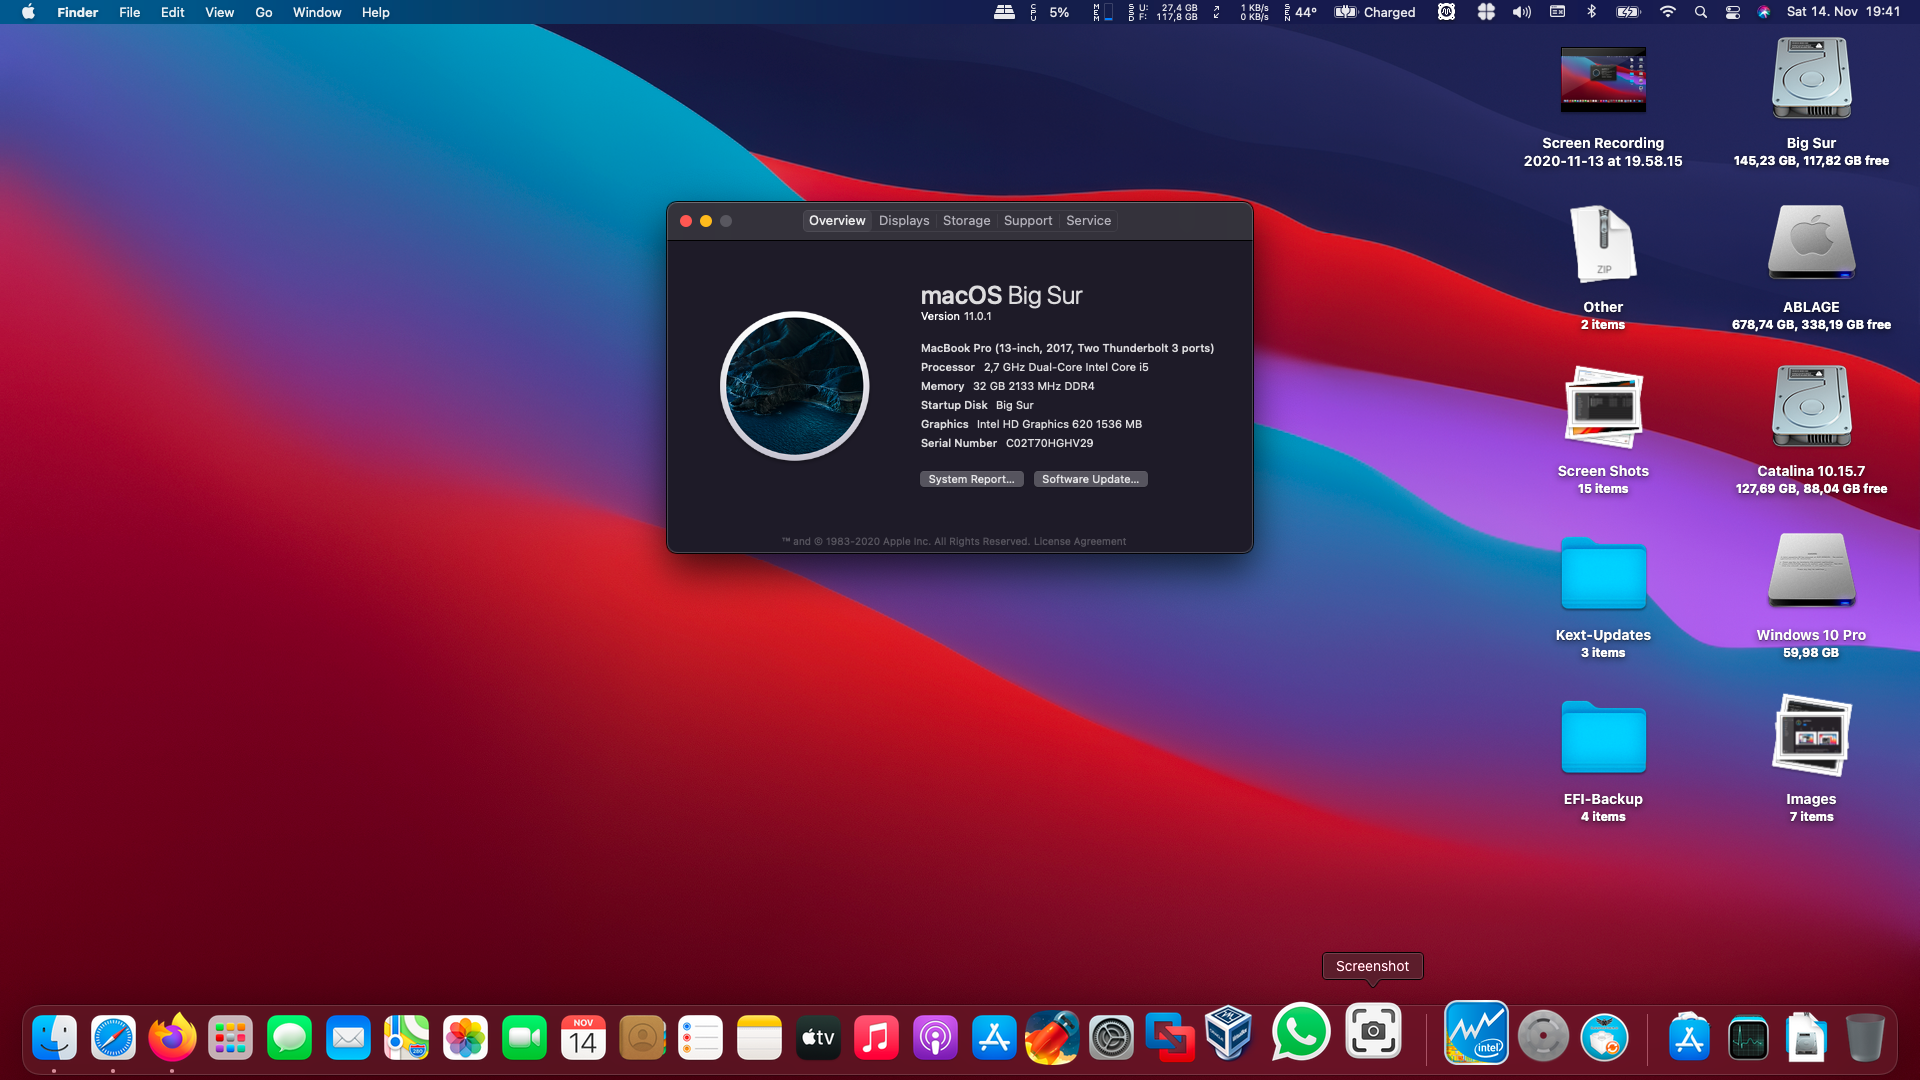 Finder File Edit View Go Window Help
CPU 5% MEM SSD U: 27,4 GB F: 117,8 GB 1 KB/s 0 KB/s SEN 44° Charged Sat 14. Nov 19:41
Screen Recording
2020-11-13 at 19.58.15
Big Sur
145,23 GB, 117,82 GB free
ZIP
Other
2 items
ABLAGE
678,74 GB, 338,19 GB free
Screen Shots
15 items
Catalina 10.15.7
127,69 GB, 88,04 GB free
Kext-Updates
3 items
Windows 10 Pro
59,98 GB
EFI-Backup
4 items
Images
7 items
Overview Displays Storage Support Service
macOS Big Sur
Version 11.0.1
MacBook Pro (13-inch, 2017, Two Thunderbolt 3 ports)
Processor 2,7 GHz Dual-Core Intel Core i5
Memory 32 GB 2133 MHz DDR4
Startup Disk Big Sur
Graphics Intel HD Graphics 620 1536 MB
Serial Number C02T70HGHV29
System Report... Software Update...
™ and © 1983-2020 Apple Inc. All Rights Reserved. License Agreement
Screenshot
280
NOV
14
tv
intel